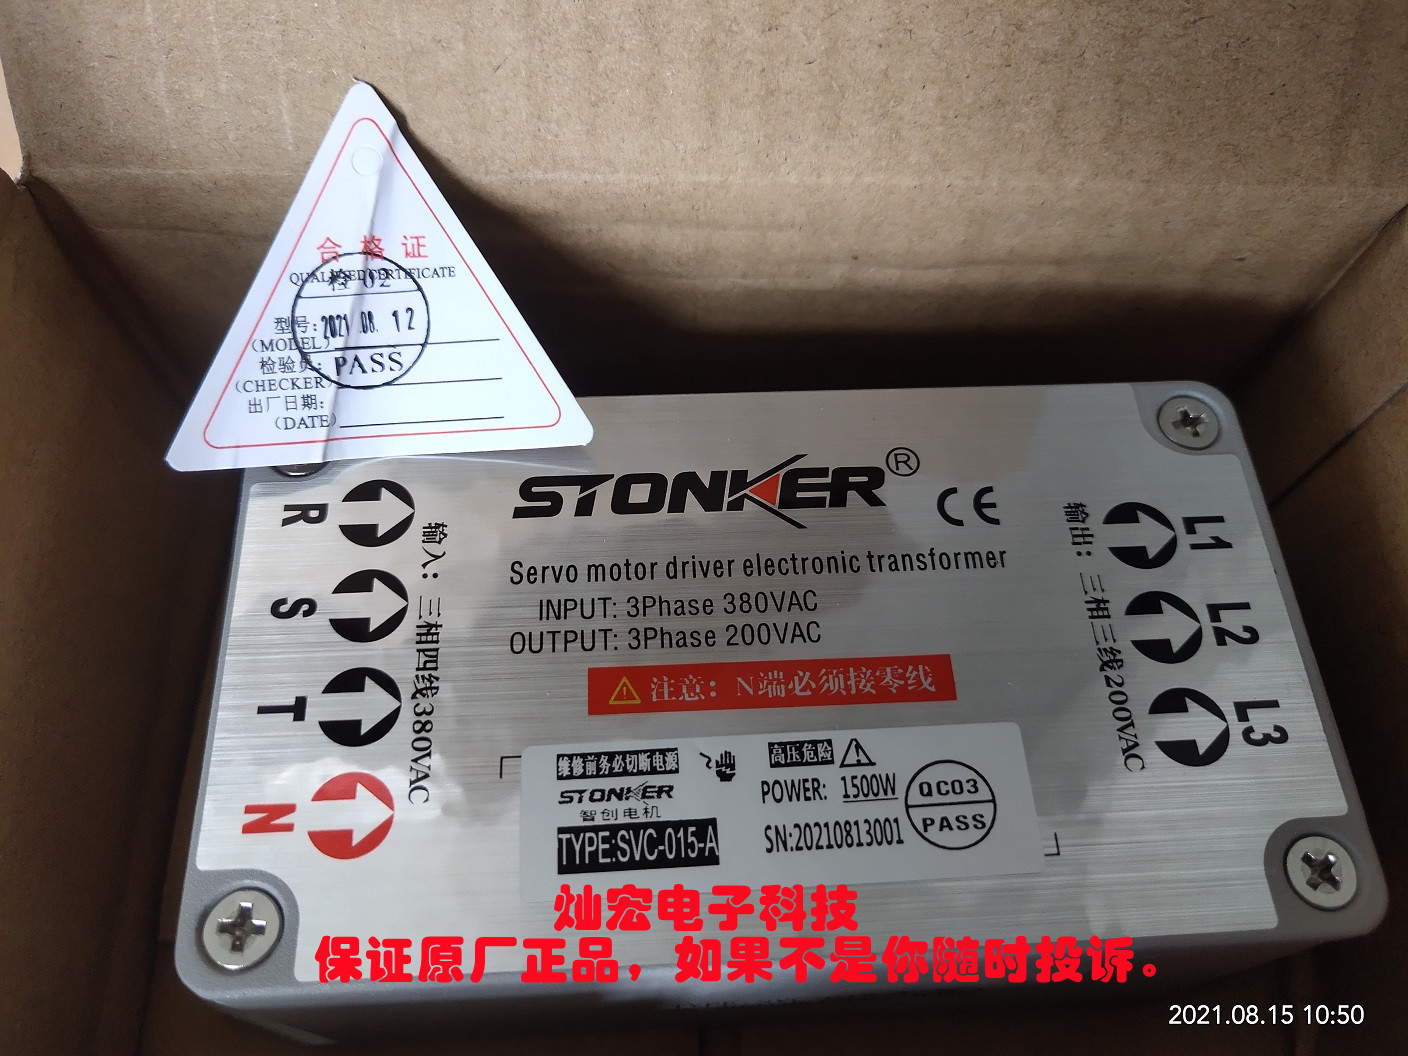 合格证
QUALIFIED CERTIFICATE
检 02
型号:
2021.08.12
(MODEL)
检验员:
PASS
(CHECKER)
出厂日期:
(DATE)
STONKER®
CE
Servo motor driver electronic transformer
INPUT: 3Phase 380VAC
OUTPUT: 3Phase 200VAC
注意：N端必须接零线
R
S
T
N
输入：三相四线380VAC
输出：三相三线200VAC
L1
L2
L3
维修前务必切断电源
高压危险
STONKER
智创电机
TYPE:SVC-015-A
POWER: 1500W
SN:20210813001
QC03
PASS
灿宏电子科技
保证原厂正品，如果不是你随时投诉。
2021.08.15 10:50